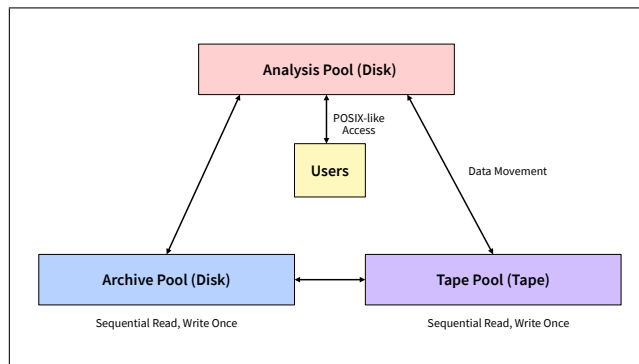 Analysis Pool (Disk)
POSIX-like
Access
Users
Data Movement
Archive Pool (Disk)
Tape Pool (Tape)
Sequential Read, Write Once
Sequential Read, Write Once